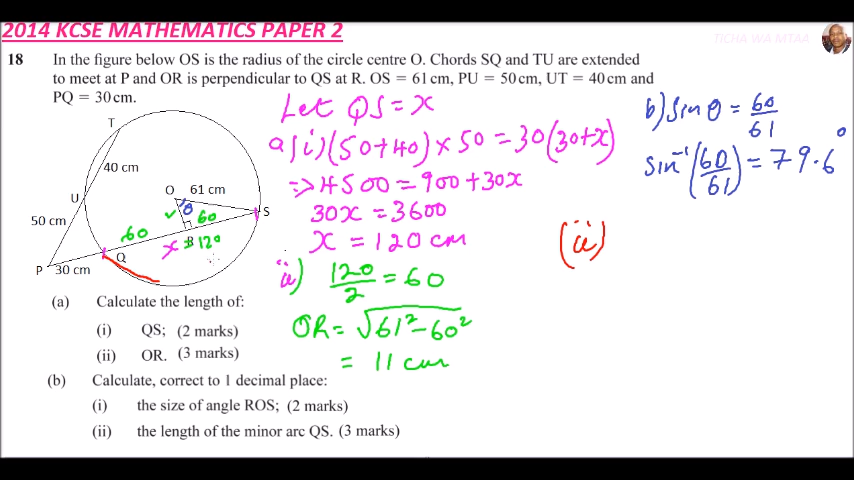 2014 KCSE MATHEMATICS PAPER 2
TICHA WA MTAA
18 In the figure below OS is the radius of the circle centre O. Chords SQ and TU are extended
to meet at P and OR is perpendicular to QS at R. OS = 61 cm, PU = 50 cm, UT = 40 cm and
PQ = 30 cm.
T
40 cm
U
O 61 cm
θ
60
S
50 cm
60
R
x = 120
Q
P 30 cm
Let QS = x
a) i) (50+40) × 50 = 30(30+x)
=> 4500 = 900 + 30x
30x = 3600
x = 120 cm
ii) 120/2 = 60
OR = √61² - 60²
= 11 cm
b) Sin θ = 60/61
sin⁻¹(60/61) = 79.6°
(ii)
(a) Calculate the length of:
(i) QS; (2 marks)
(ii) OR. (3 marks)
(b) Calculate, correct to 1 decimal place:
(i) the size of angle ROS; (2 marks)
(ii) the length of the minor arc QS. (3 marks)